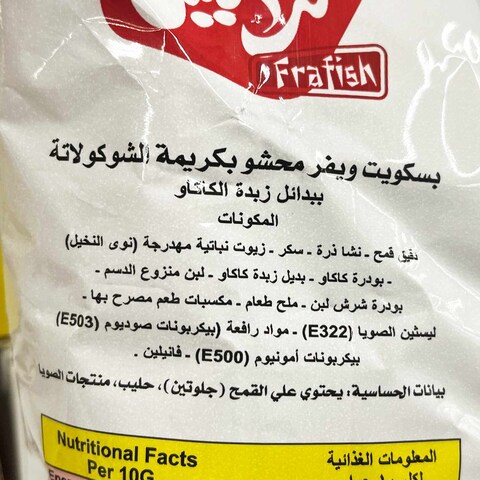 Frafish
بسكويت ويفر محشو بكريمة الشوكولاتة
ببدائل زبدة الكاكاو
المكونات
دقيق قمح - نشا ذرة - سكر - زيوت نباتية مهدرجة (نوى النخيل)
- بودرة كاكاو - بديل زبدة كاكاو - لبن منزوع الدسم -
بودرة شرش لبن - ملح طعام - مكسبات طعم مصرح بها -
ليستين الصويا (E322) - مواد رافعة (بيكربونات صوديوم (E503)
بيكربونات أمونيوم (E500) - فانيلين.
بيانات الحساسية: يحتوي علي القمح (جلوتين)، حليب، منتجات الصويا
Nutritional Facts
Per 10G
المعلومات الغذائية